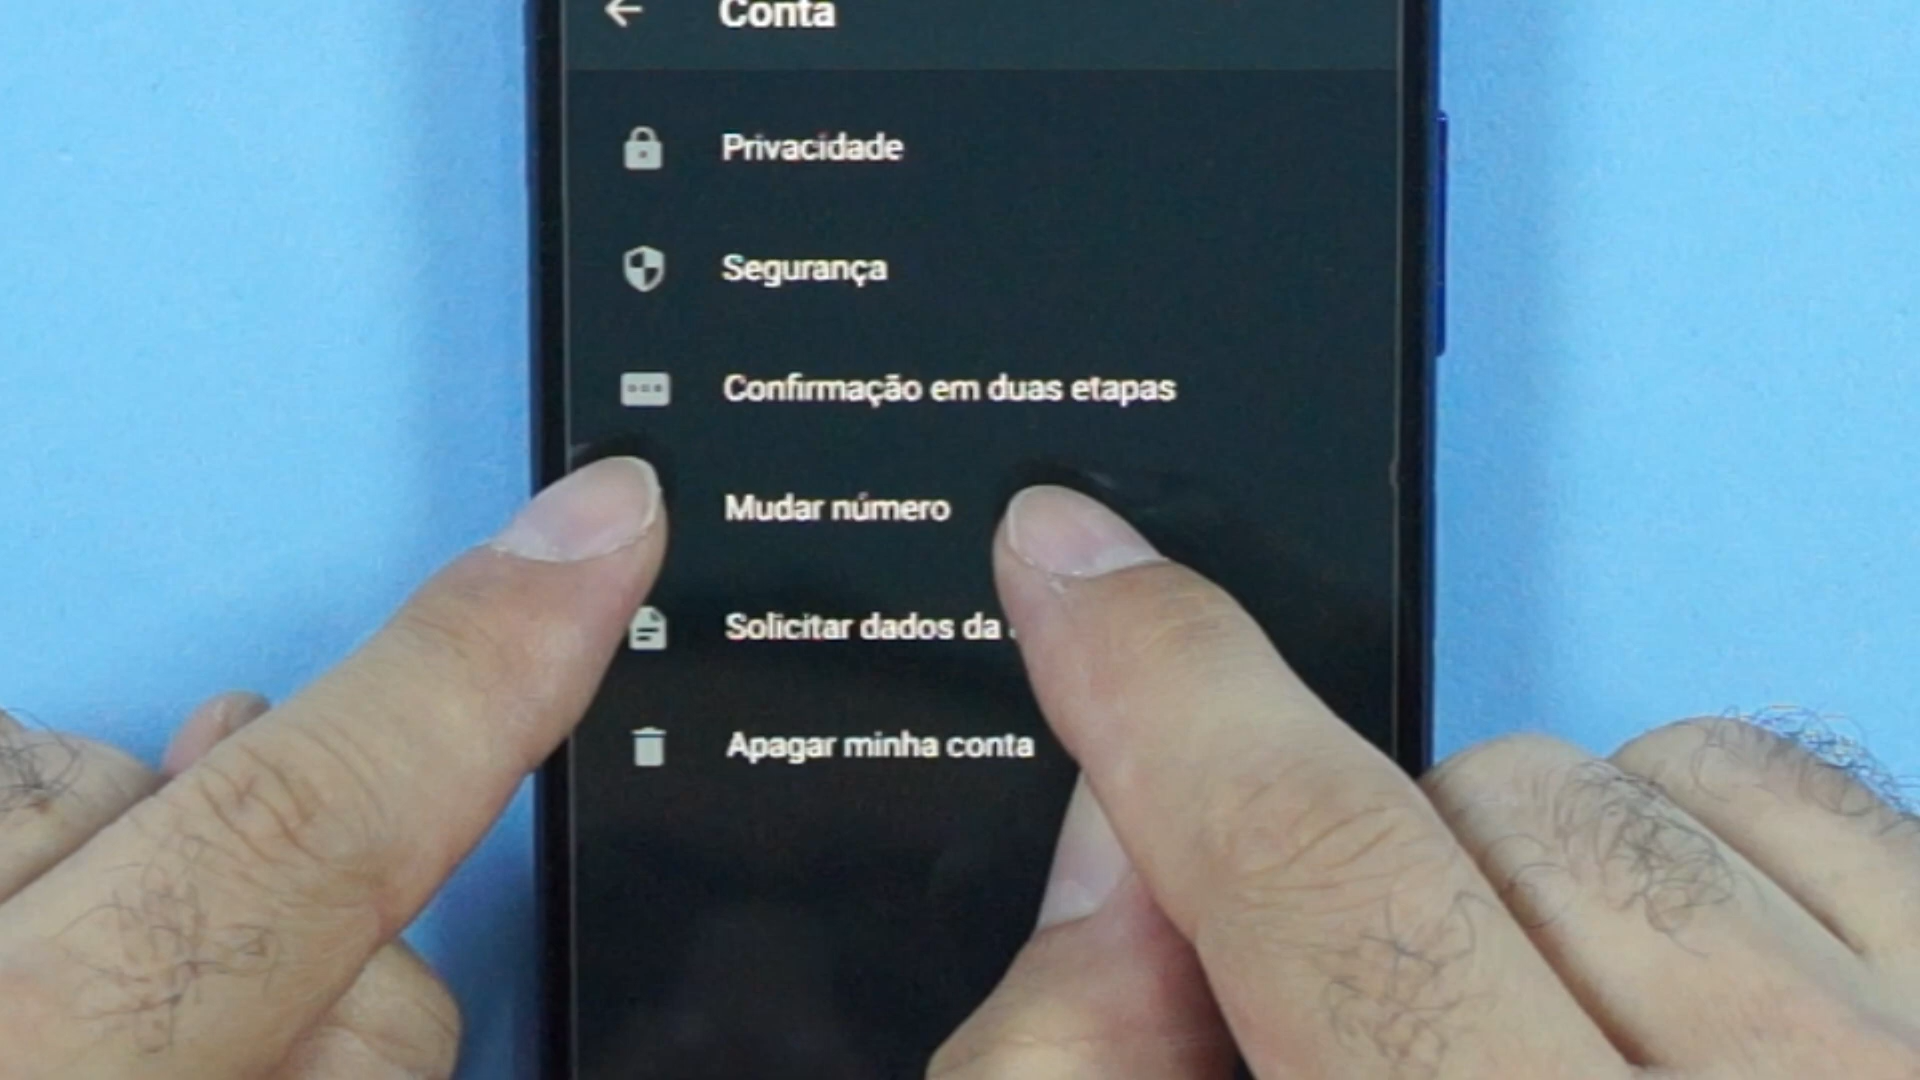 Conta
Privacidade
Segurança
Confirmação em duas etapas
Mudar número
Solicitar dados da
Apagar minha conta